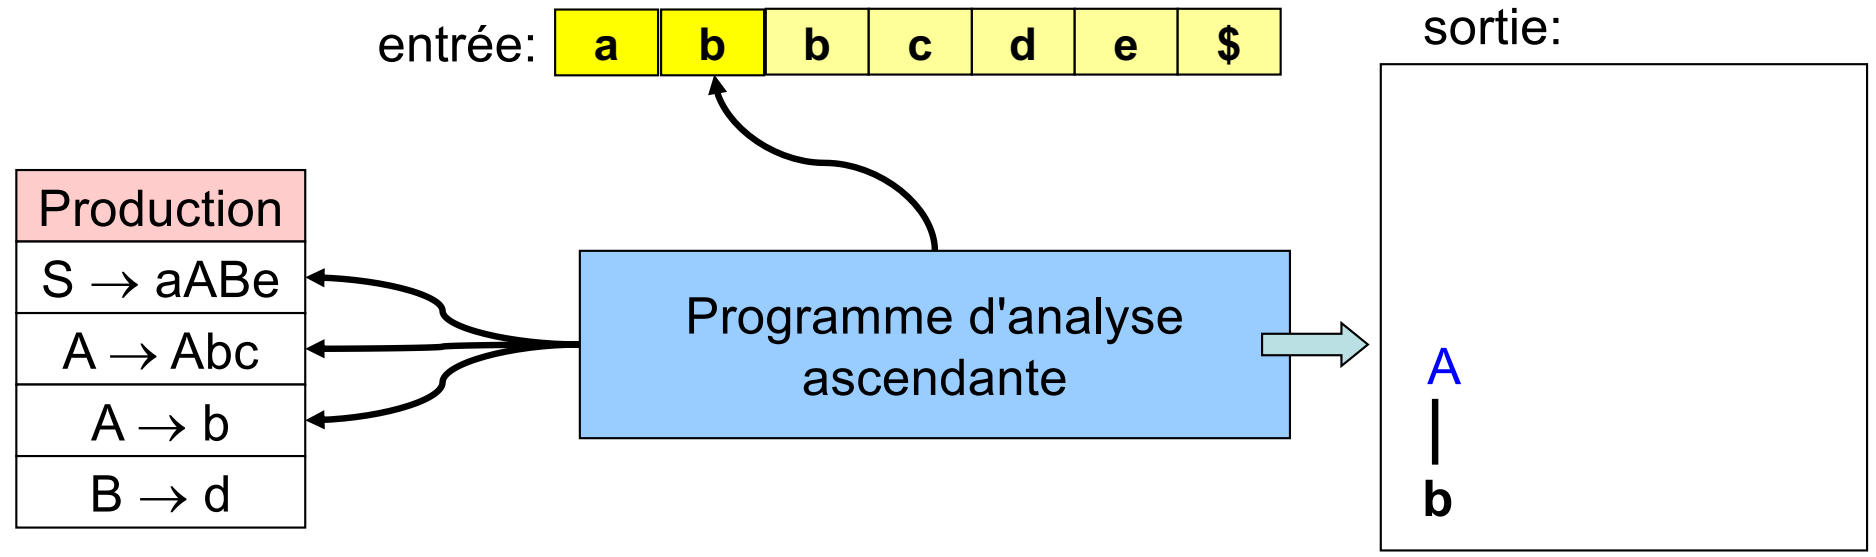 entrée: a b b c d e $
sortie:
Production
S → aABe
A → Abc
A → b
B → d
Programme d'analyse
ascendante
A
b